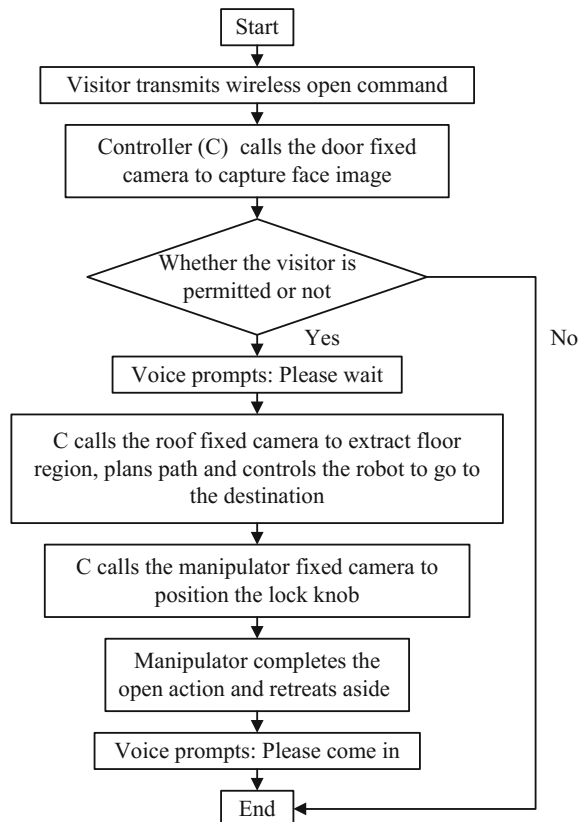 Start
Visitor transmits wireless open command
Controller (C) calls the door fixed
camera to capture face image
Whether the visitor is
permitted or not
Yes
No
Voice prompts: Please wait
C calls the roof fixed camera to extract floor
region, plans path and controls the robot to go to
the destination
C calls the manipulator fixed camera to
position the lock knob
Manipulator completes the
open action and retreats aside
Voice prompts: Please come in
End